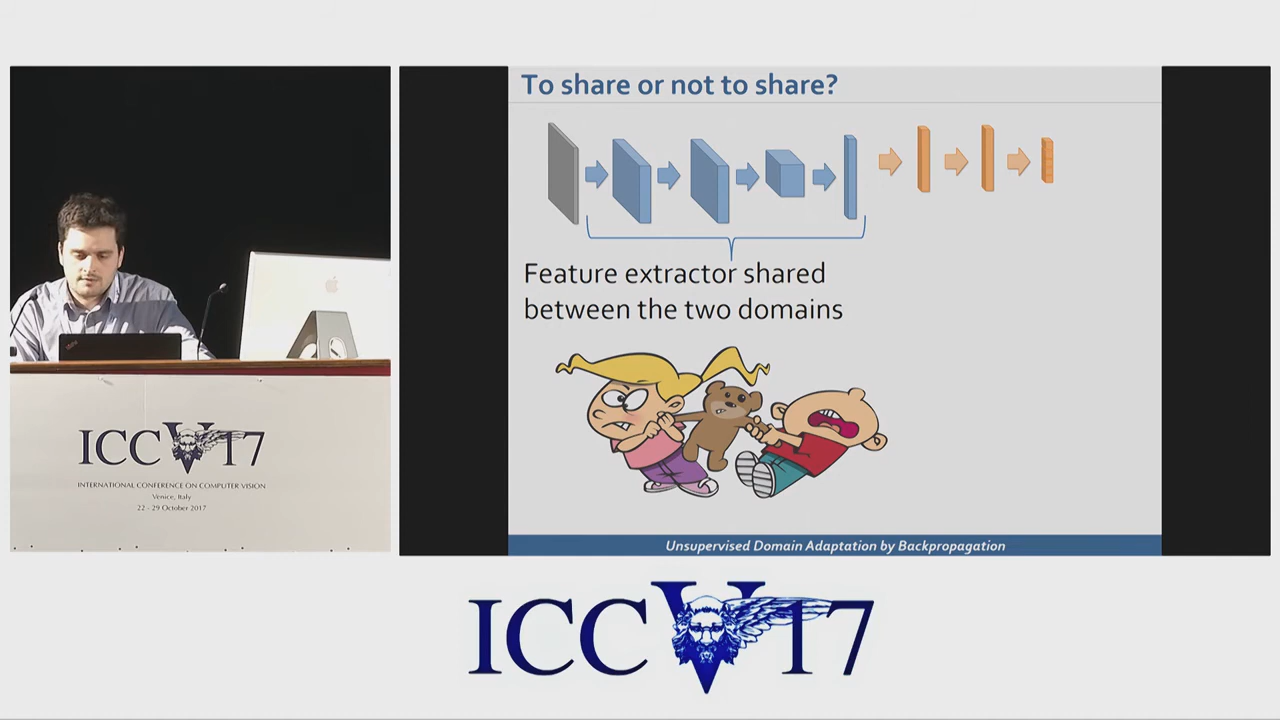 To share or not to share?
Feature extractor shared
between the two domains
Unsupervised Domain Adaptation by Backpropagation
ICCV17
INTERNATIONAL CONFERENCE ON COMPUTER VISION
Venice, Italy
22 - 29 October 2017
ICCV17